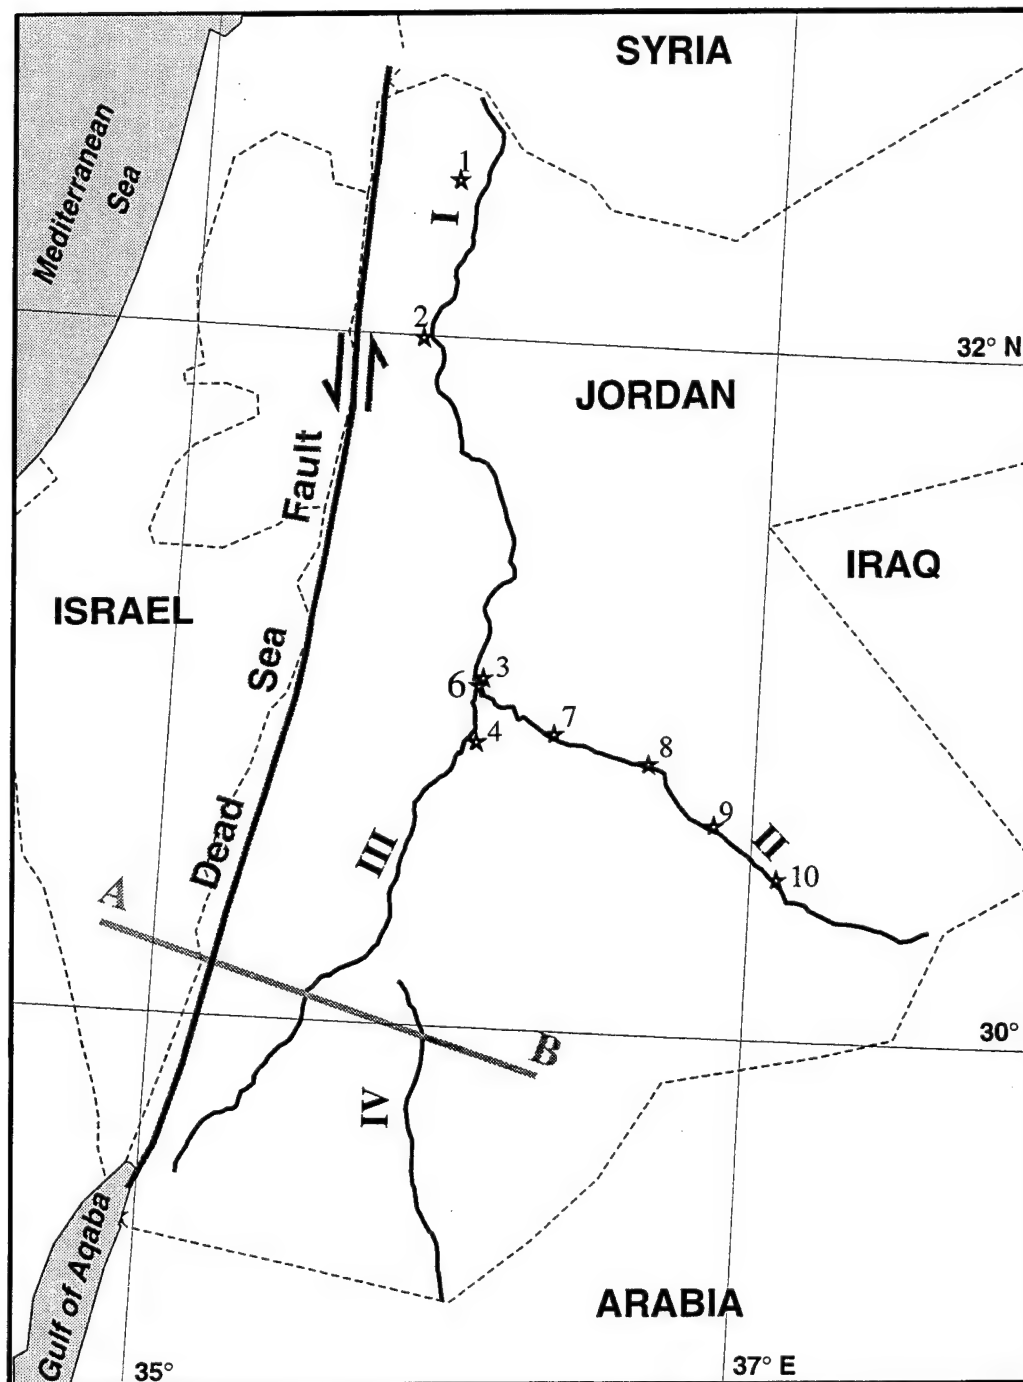 SYRIA
Mediterranean
Sea
1
I
2
32° N
JORDAN
Fault
IRAQ
ISRAEL
Sea
3
6
4
7
8
9
II
10
III
Dead
A
30°
B
IV
Gulf of Aqaba
ARABIA
35°
37° E